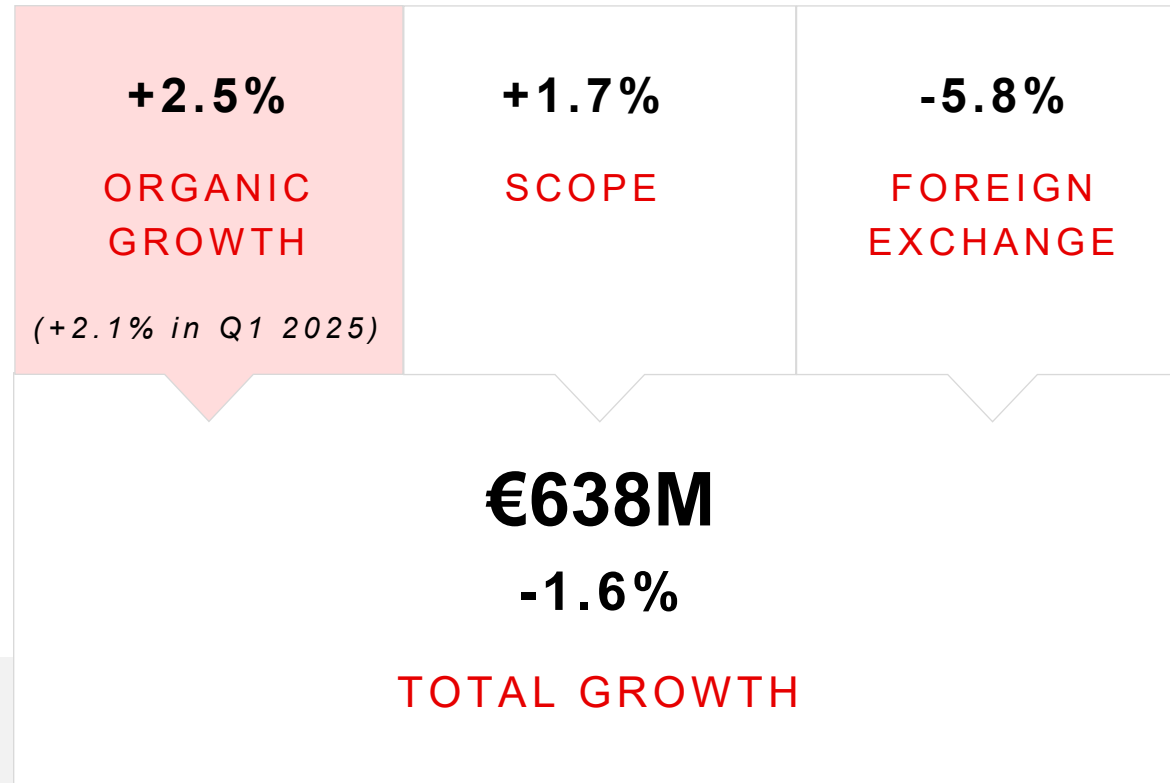 +2.5%
ORGANIC
GROWTH
(+2.1% in Q1 2025)
+1.7%
SCOPE
-5.8%
FOREIGN
EXCHANGE
€638M
-1.6%
TOTAL GROWTH